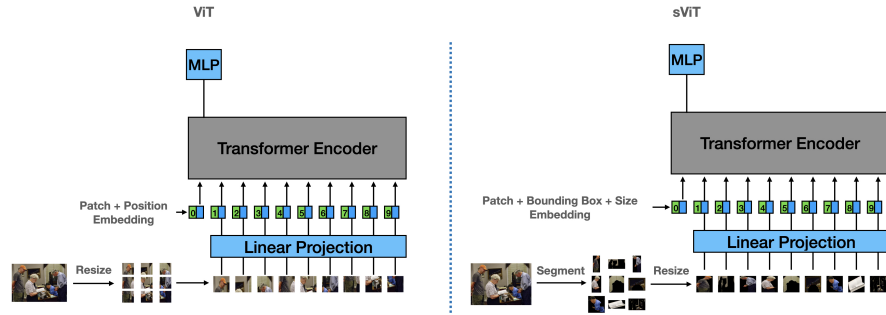 ViT
MLP
Transformer Encoder
Patch + Position
Embedding
0 1 2 3 4 5 6 7 8 9
Linear Projection
Resize
sViT
MLP
Transformer Encoder
Patch + Bounding Box + Size
Embedding
0 1 2 3 4 5 6 7 8 9
Linear Projection
Segment
Resize